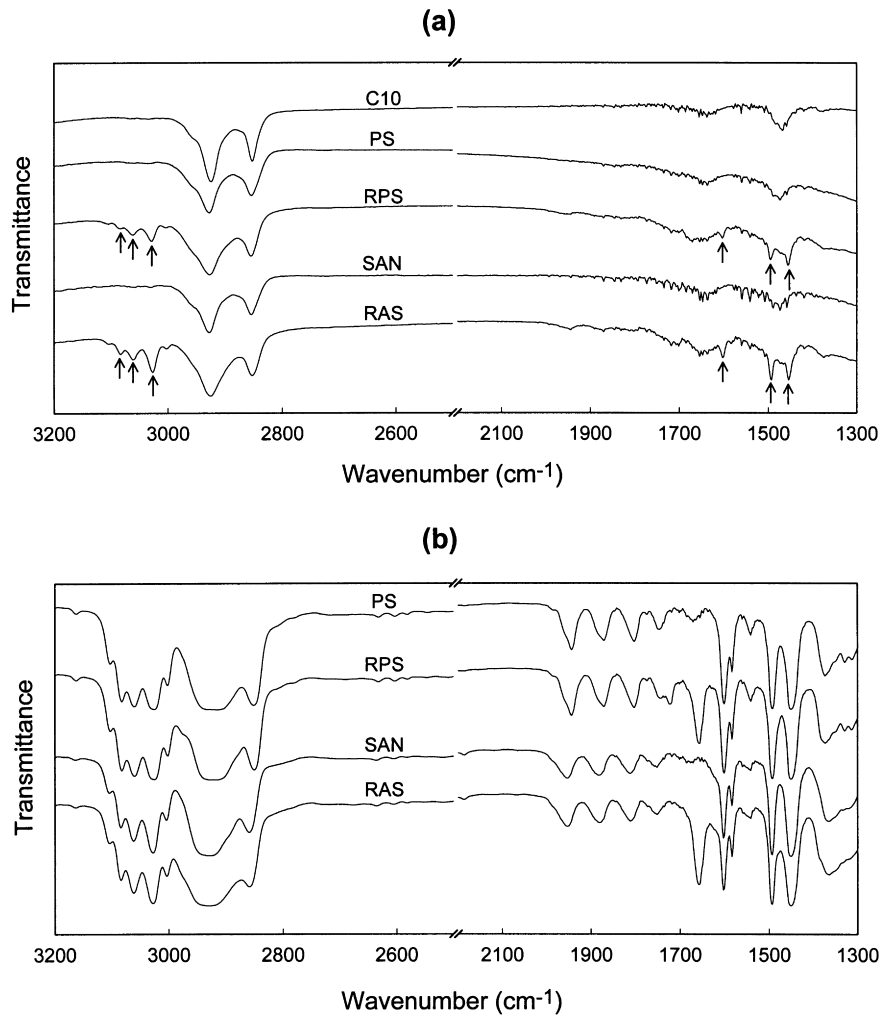 (a)
C10
PS
RPS
SAN
RAS
Transmittance
3200 3000 2800 2600 2100 1900 1700 1500 1300
Wavenumber (cm-1)
(b)
PS
RPS
SAN
RAS
Transmittance
3200 3000 2800 2600 2100 1900 1700 1500 1300
Wavenumber (cm-1)